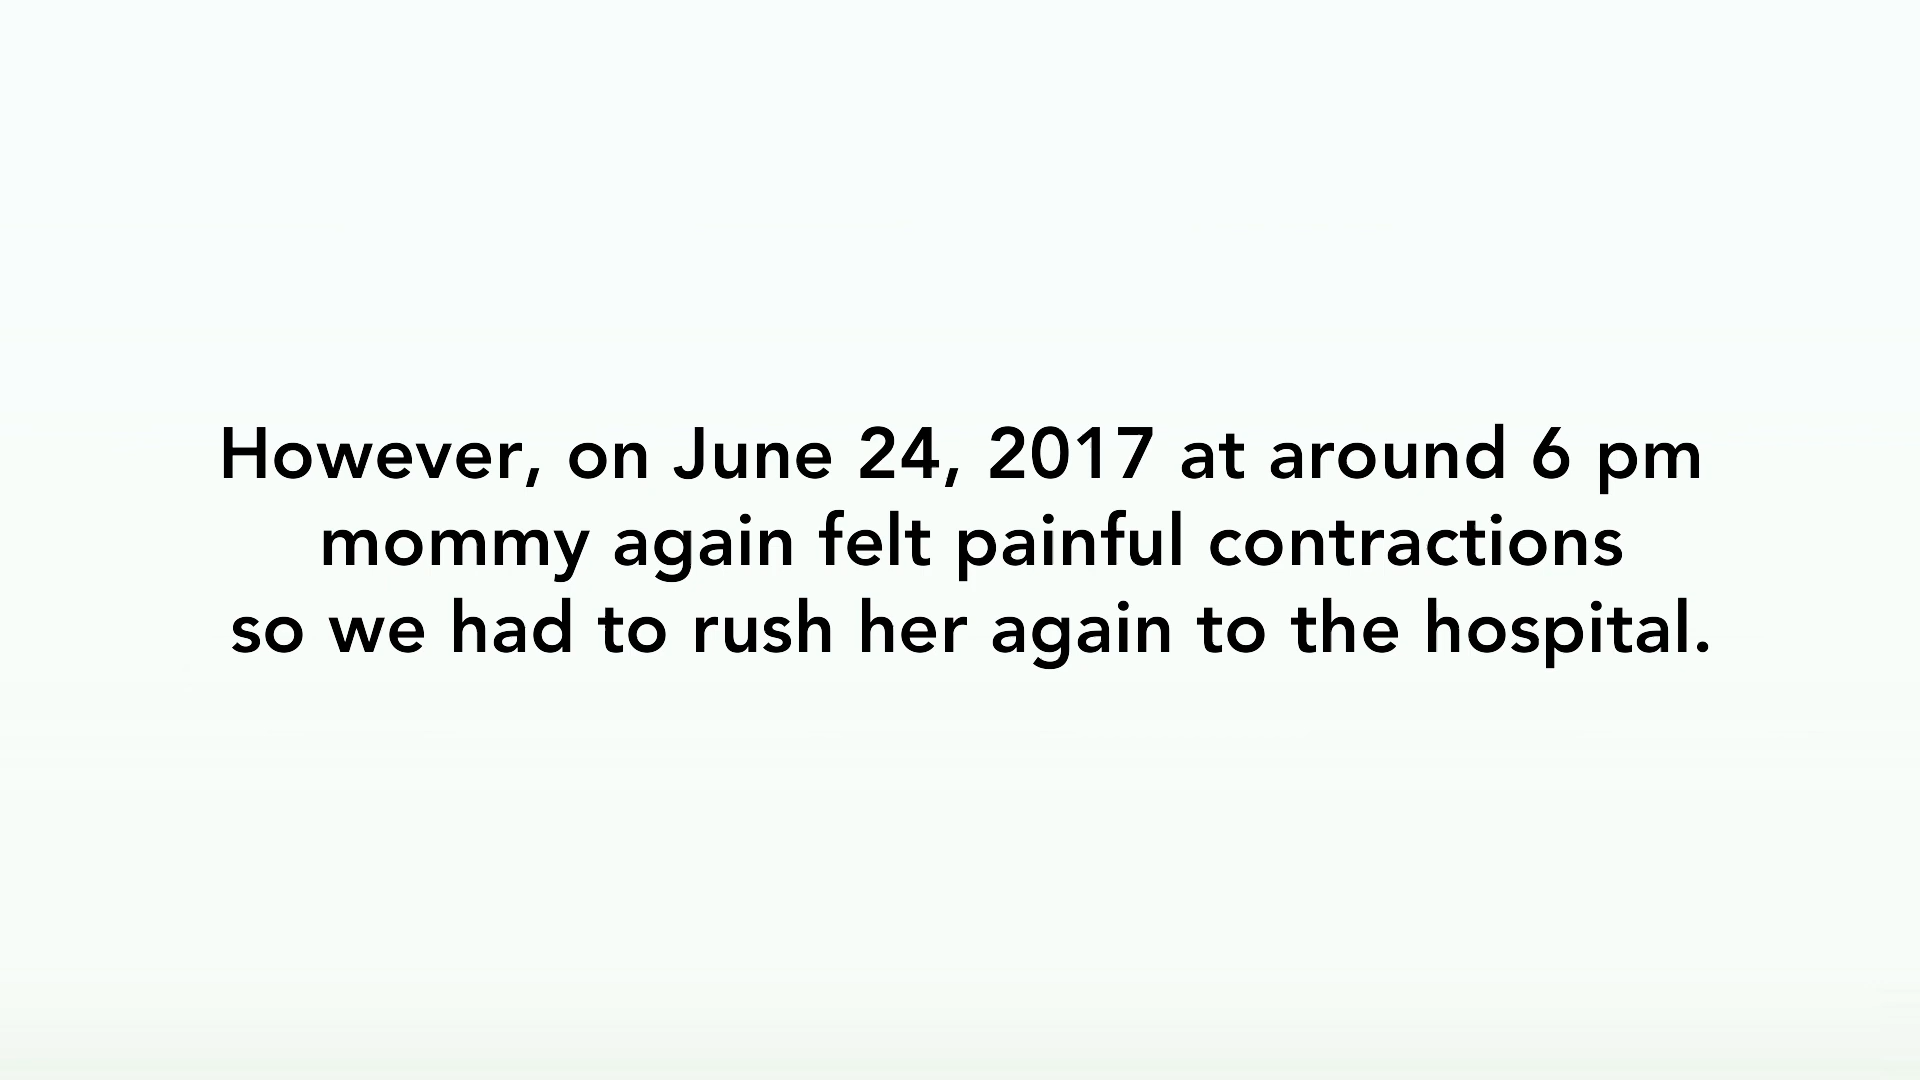 However, on June 24, 2017 at around 6 pm
mommy again felt painful contractions
so we had to rush her again to the hospital.